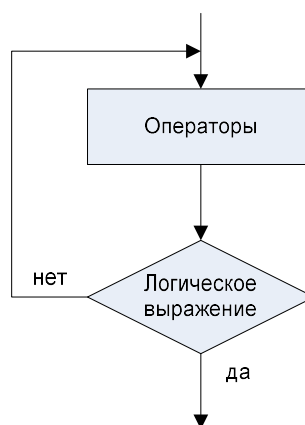 Операторы
Логическое
выражение
нет
да